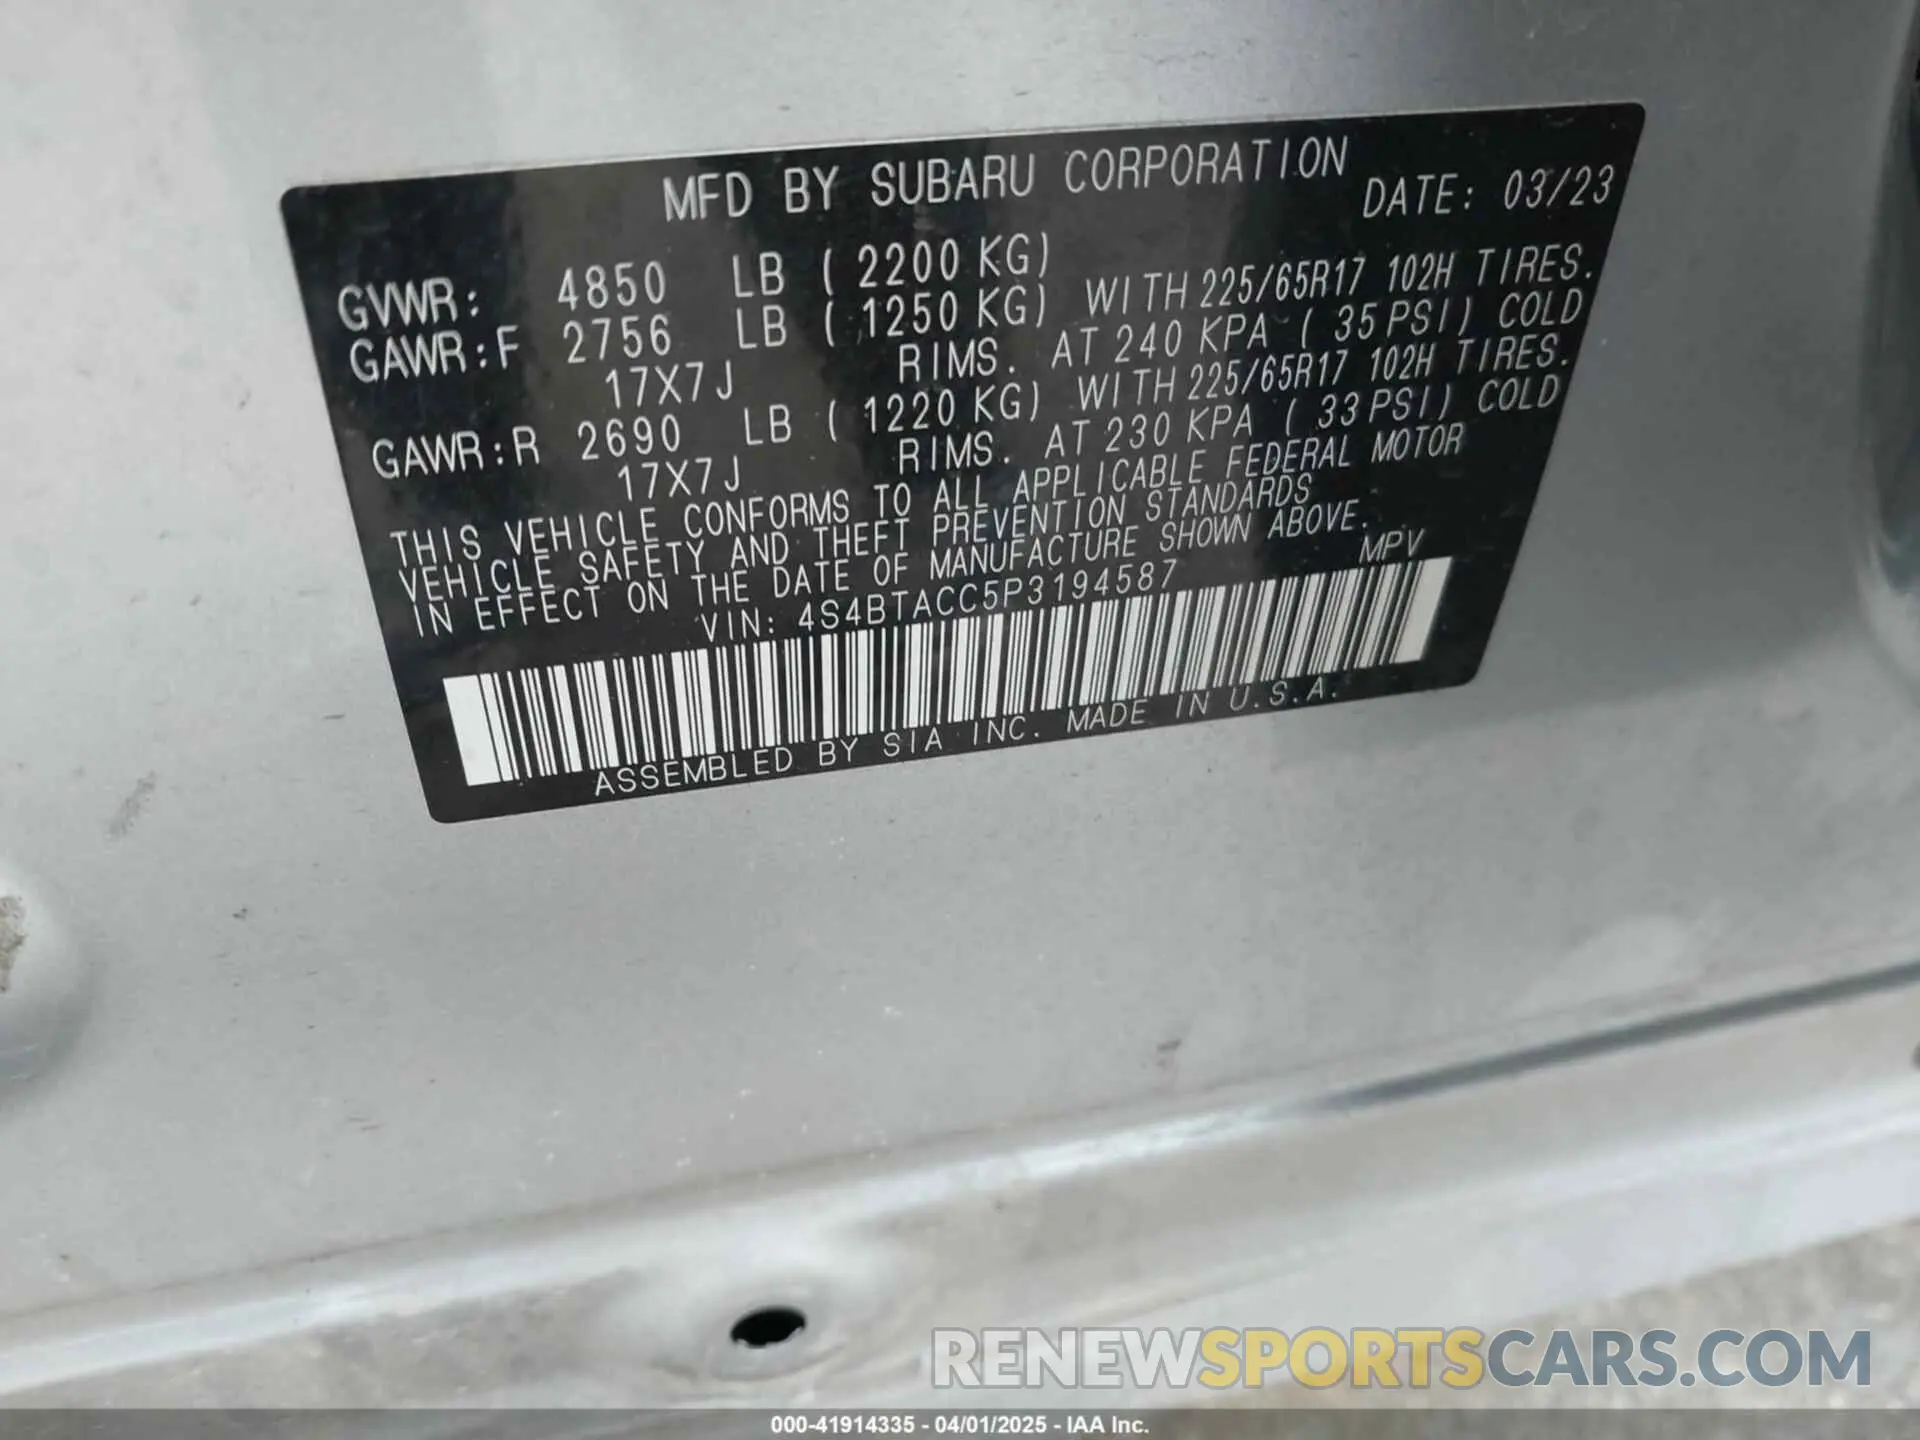 MFD BY SUBARU CORPORATION DATE: 03/23
GVWR: 4850 LB ( 2200 KG)
GAWR:F 2756 LB ( 1250 KG) WITH 225/65R17 102H TIRES.
17X7J RIMS. AT 240 KPA ( 35 PSI) COLD
GAWR:R 2690 LB ( 1220 KG) WITH 225/65R17 102H TIRES.
17X7J RIMS. AT 230 KPA ( 33 PSI) COLD
THIS VEHICLE CONFORMS TO ALL APPLICABLE FEDERAL MOTOR
VEHICLE SAFETY AND THEFT PREVENTION STANDARDS
IN EFFECT ON THE DATE OF MANUFACTURE SHOWN ABOVE.
VIN: 4S4BTACC5P3194587 MPV
ASSEMBLED BY SIA INC. MADE IN U.S.A.
RENEWSPORTSCARS.COM
000-41914335 - 04/01/2025 - IAA Inc.